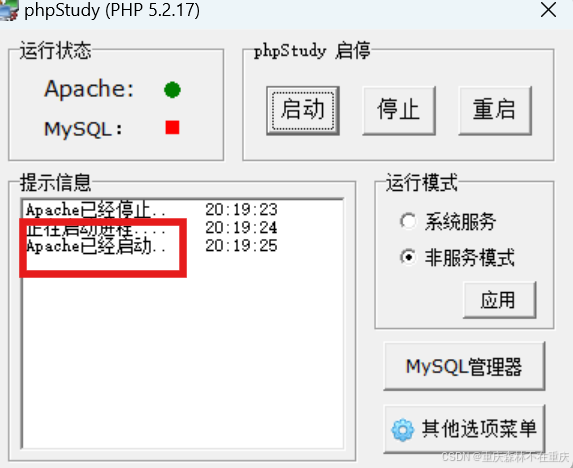 phpStudy (PHP 5.2.17)
运行状态
Apache:
MySQL:
phpStudy 启停
启动 停止 重启
提示信息
Apache已经停止.. 20:19:23
正在启动进程..... 20:19:24
Apache已经启动.. 20:19:25
运行模式
系统服务
非服务模式
应用
MySQL管理器
其他选项菜单
CSDN @重庆森林不在重庆